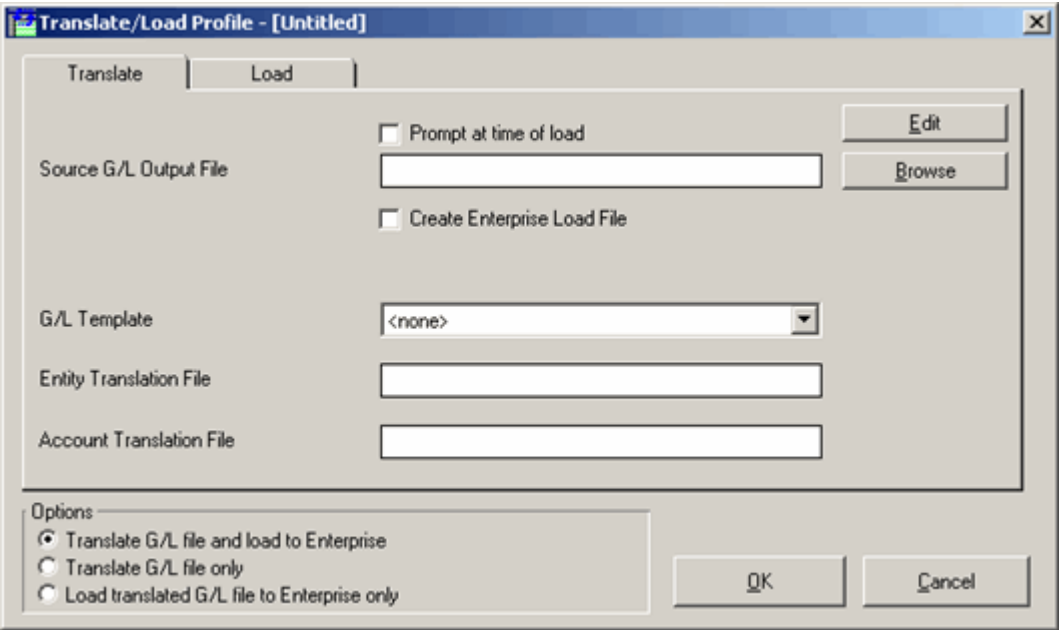 Translate/Load Profile - [Untitled]
Translate Load
Prompt at time of load
Edit
Source G/L Output File
Browse
Create Enterprise Load File
G/L Template
<none>
Entity Translation File
Account Translation File
Options
Translate G/L file and load to Enterprise
Translate G/L file only
Load translated G/L file to Enterprise only
OK
Cancel